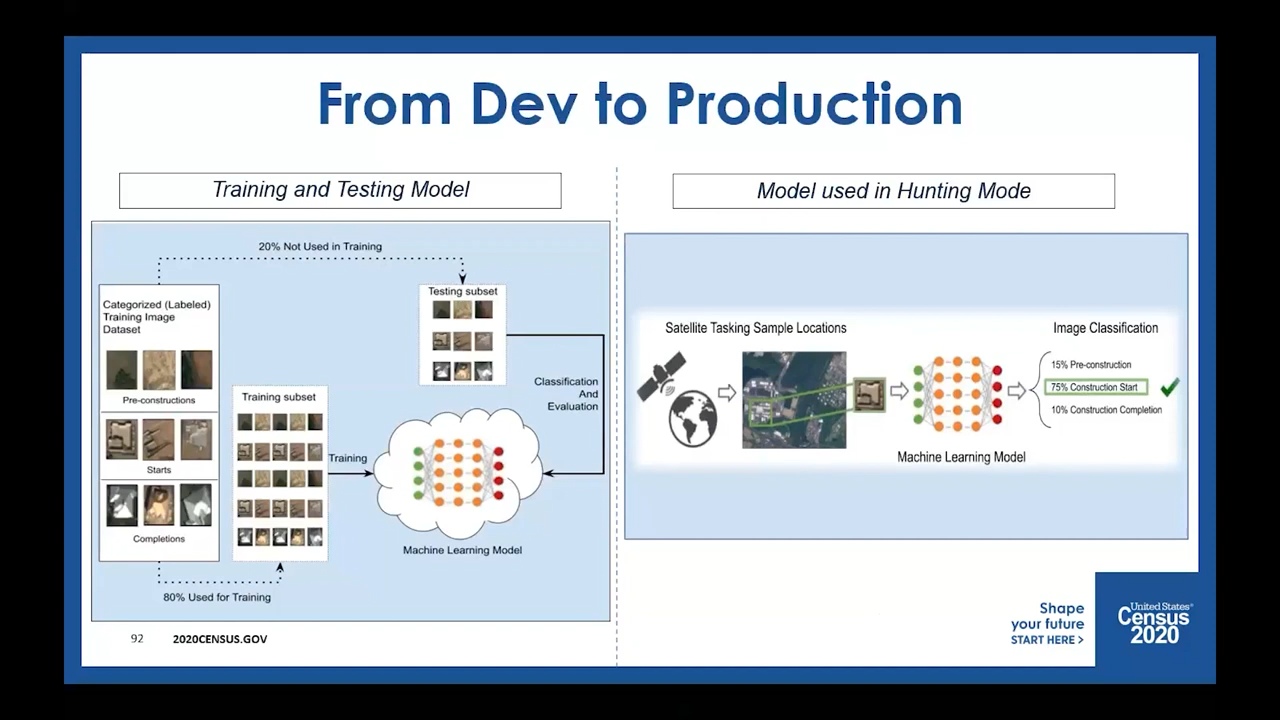 From Dev to Production
Training and Testing Model
20% Not Used in Training
Categorized (Labeled)
Training Image
Dataset
Pre-constructions
Starts
Completions
80% Used for Training
Training subset
Training
Testing subset
Classification
And
Evaluation
Machine Learning Model
Model used in Hunting Mode
Satellite Tasking Sample Locations
Machine Learning Model
Image Classification
15% Pre-construction
75% Construction Start
10% Construction Completion
92
2020CENSUS.GOV
Shape
your future
START HERE >
United States®
Census
2020